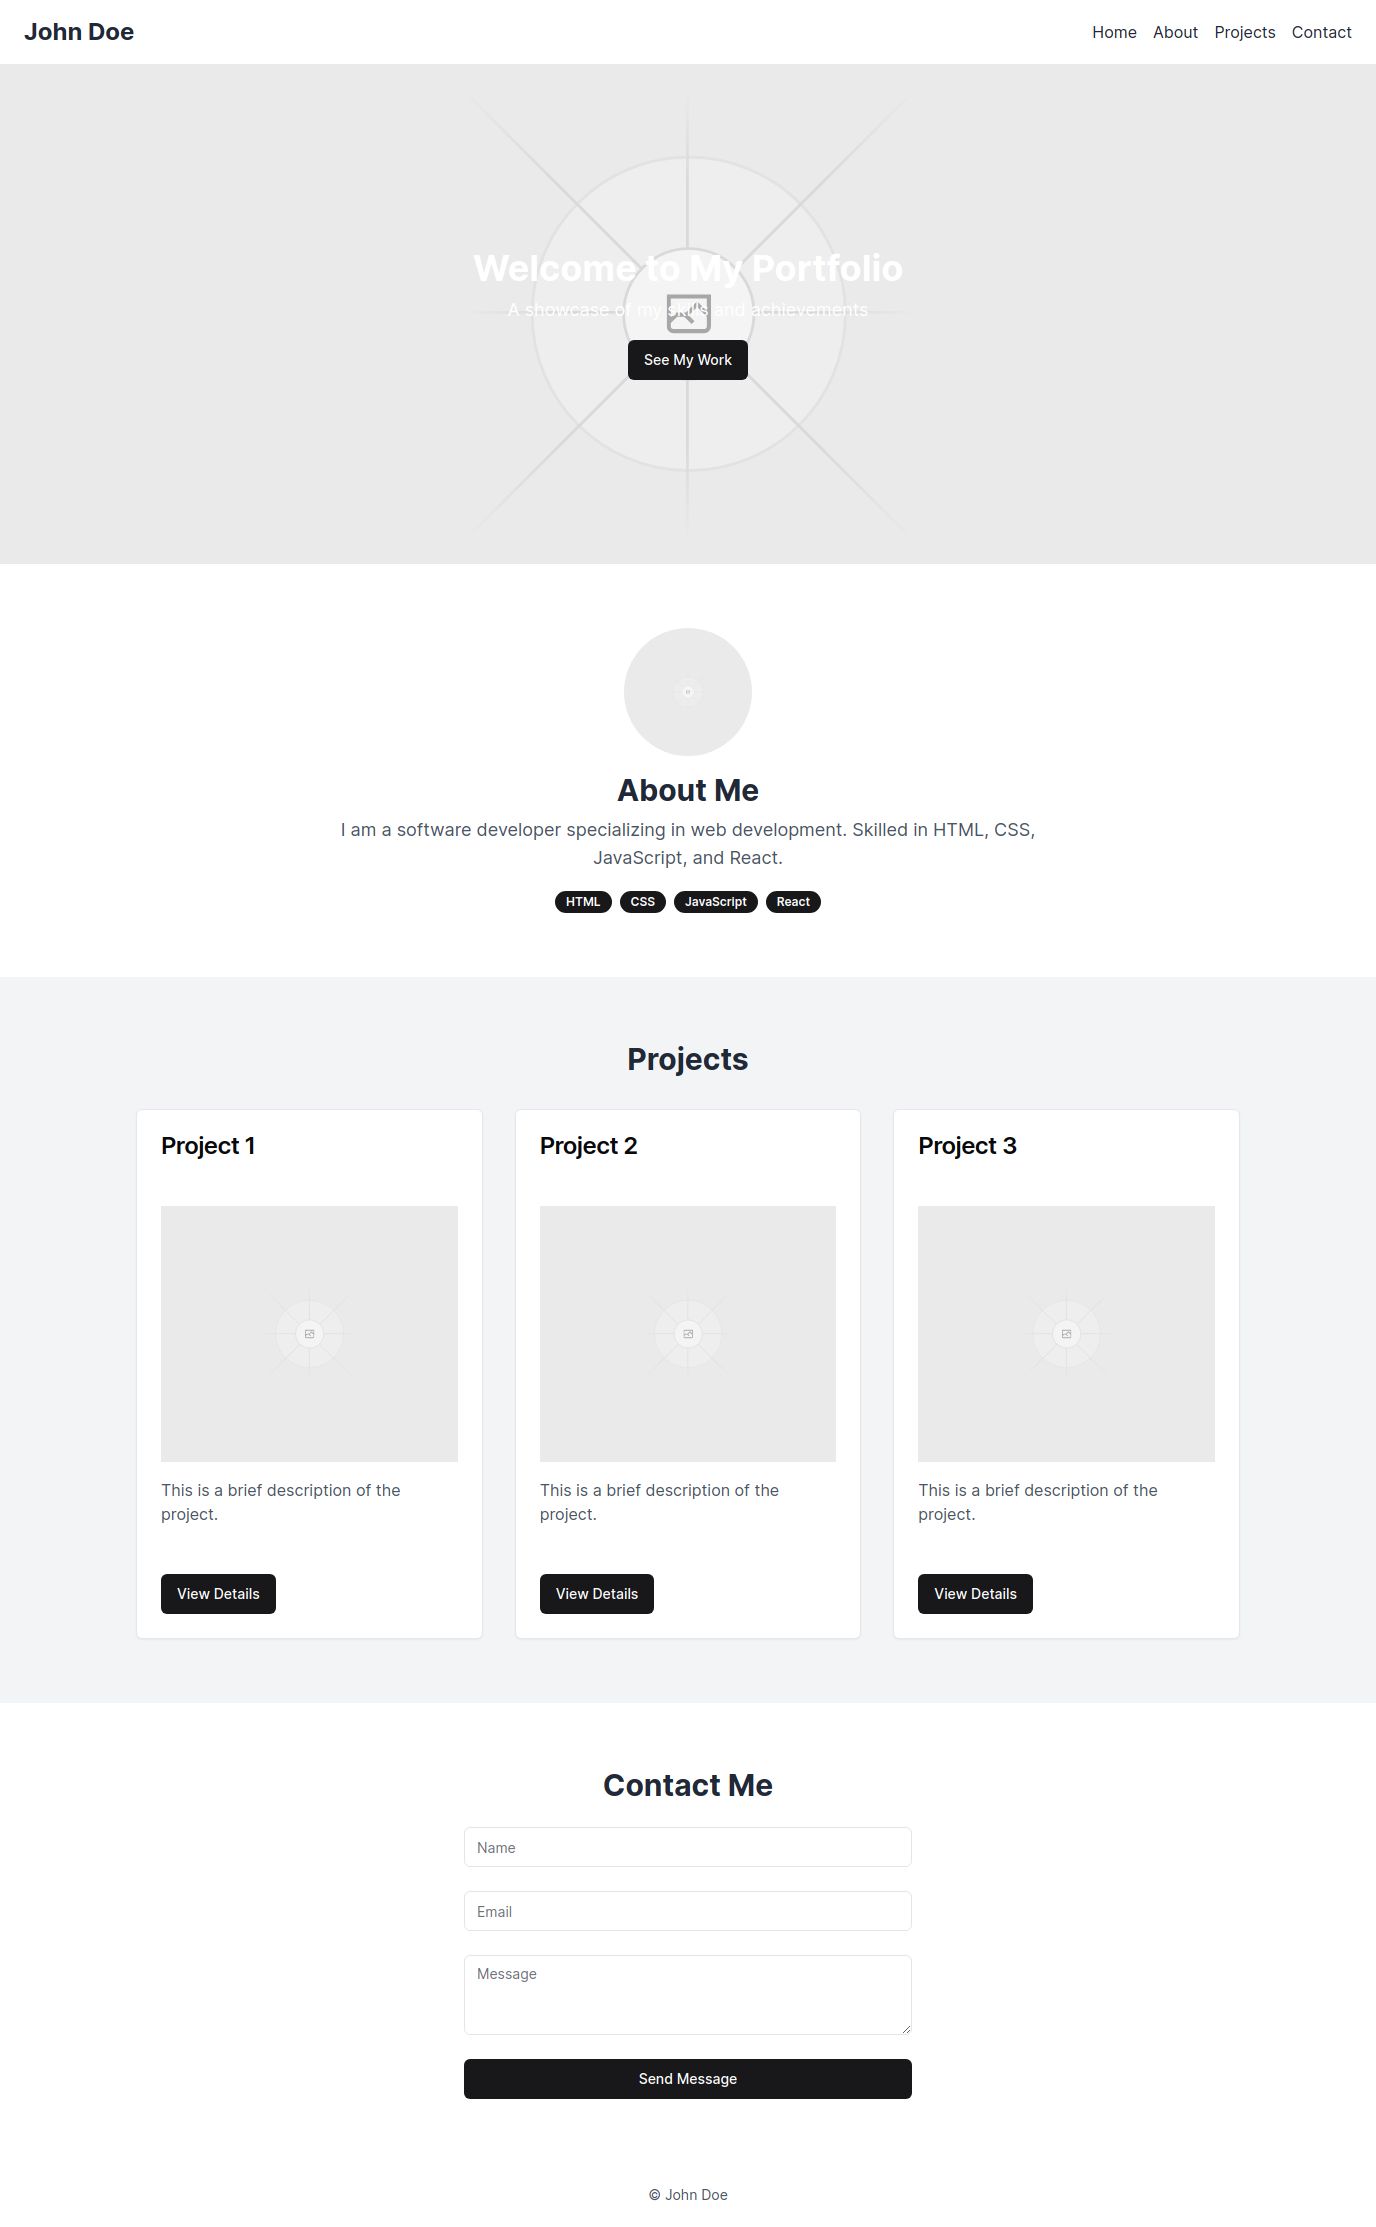 John Doe
Home About Projects Contact
Welcome to My Portfolio
A showcase of my skills and achievements
See My Work
About Me
I am a software developer specializing in web development. Skilled in HTML, CSS,
JavaScript, and React.
HTML CSS JavaScript React
Projects
Project 1
This is a brief description of the
project.
View Details
Project 2
This is a brief description of the
project.
View Details
Project 3
This is a brief description of the
project.
View Details
Contact Me
Name
Email
Message
Send Message
© John Doe